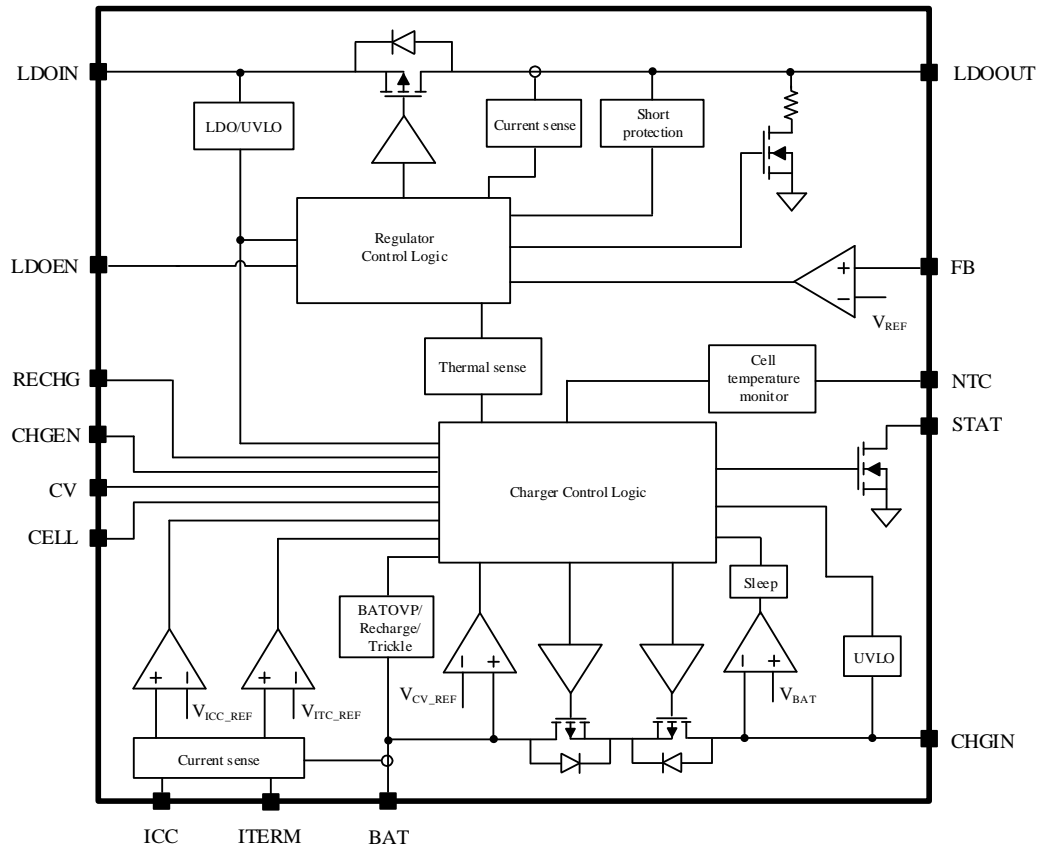 LDOIN
LDOOUT
LDO/UVLO
Current sense
Short
protection
Regulator
Control Logic
LDOEN
FB
+
−
VREF
Thermal sense
Cell
temperature
monitor
RECHG
NTC
CHGEN
STAT
CV
Charger Control Logic
CELL
Sleep
BATOVP/
Recharge/
Trickle
UVLO
+ −
+ −
− +
− +
VICC_REF
VITC_REF
VCV_REF
VBAT
Current sense
CHGIN
ICC
ITERM
BAT